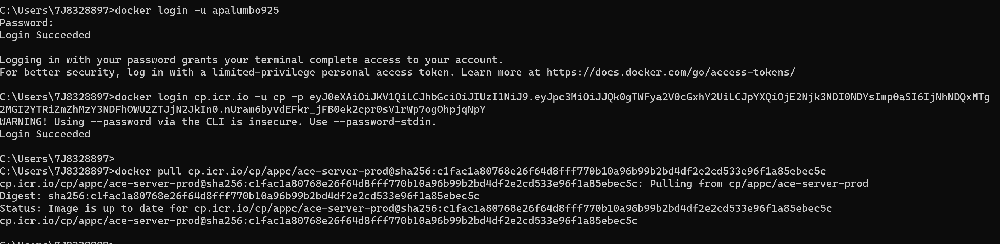 C:\Users\7J8328897>docker login -u apalumbo925
Password:
Login Succeeded
Logging in with your password grants your terminal complete access to your account.
For better security, log in with a limited-privilege personal access token. Learn more at https://docs.docker.com/go/access-tokens/
C:\Users\7J8328897>docker login cp.icr.io -u cp -p eyJ0eXAiOiJKV1QiLCJhbGciOiJIUzI1NiJ9.eyJpc3MiOiJJQk0gTWFya2V0cGxhY2UiLCJpYXQiOjE2Njk3NDI0NDYsImp0aSI6IjNhNDQxMTg
2MGI2YTRiZmZhMzY3NDFhOWU2ZTJjN2JkIn0.nUram6byvdEFkr_jFB0ek2cpr0sV1rWp7ogOhpjqNpY
WARNING! Using --password via the CLI is insecure. Use --password-stdin.
Login Succeeded
C:\Users\7J8328897>
C:\Users\7J8328897>docker pull cp.icr.io/cp/appc/ace-server-prod@sha256:c1fac1a80768e26f64d8fff770b10a96b99b2bd4df2e2cd533e96f1a85ebec5c
cp.icr.io/cp/appc/ace-server-prod@sha256:c1fac1a80768e26f64d8fff770b10a96b99b2bd4df2e2cd533e96f1a85ebec5c: Pulling from cp/appc/ace-server-prod
Digest: sha256:c1fac1a80768e26f64d8fff770b10a96b99b2bd4df2e2cd533e96f1a85ebec5c
Status: Image is up to date for cp.icr.io/cp/appc/ace-server-prod@sha256:c1fac1a80768e26f64d8fff770b10a96b99b2bd4df2e2cd533e96f1a85ebec5c
cp.icr.io/cp/appc/ace-server-prod@sha256:c1fac1a80768e26f64d8fff770b10a96b99b2bd4df2e2cd533e96f1a85ebec5c
C:\Users\7J8328897>